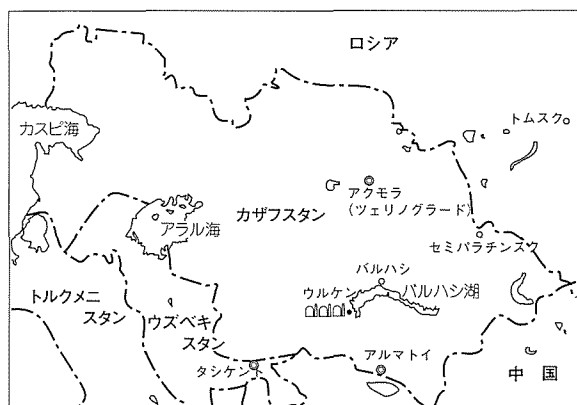 ロシア
カスピ海
トムスク
アクモラ
(ツェリノグラード)
カザフスタン
アラル海
セミパラチンスク
バルハシ
ウルケン
バルハシ湖
トルクメニ
スタン
ウズベキ
スタン
タシケント
アルマトイ
中国